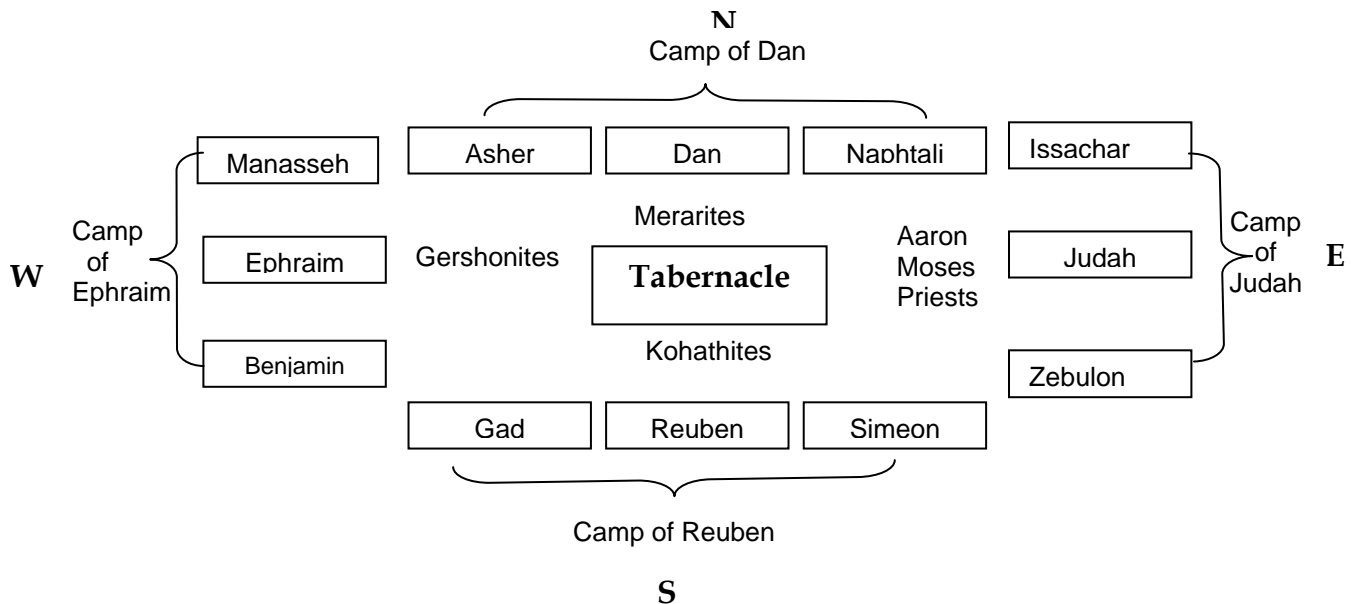 N
Camp of Dan
Asher
Dan
Naphtali
Issachar
Manasseh
Merarites
Camp
of
Ephraim
Ephraim
Gershonites
Tabernacle
Aaron
Moses
Priests
Judah
Camp
of
Judah
W
E
Kohathites
Benjamin
Zebulon
Gad
Reuben
Simeon
Camp of Reuben
S